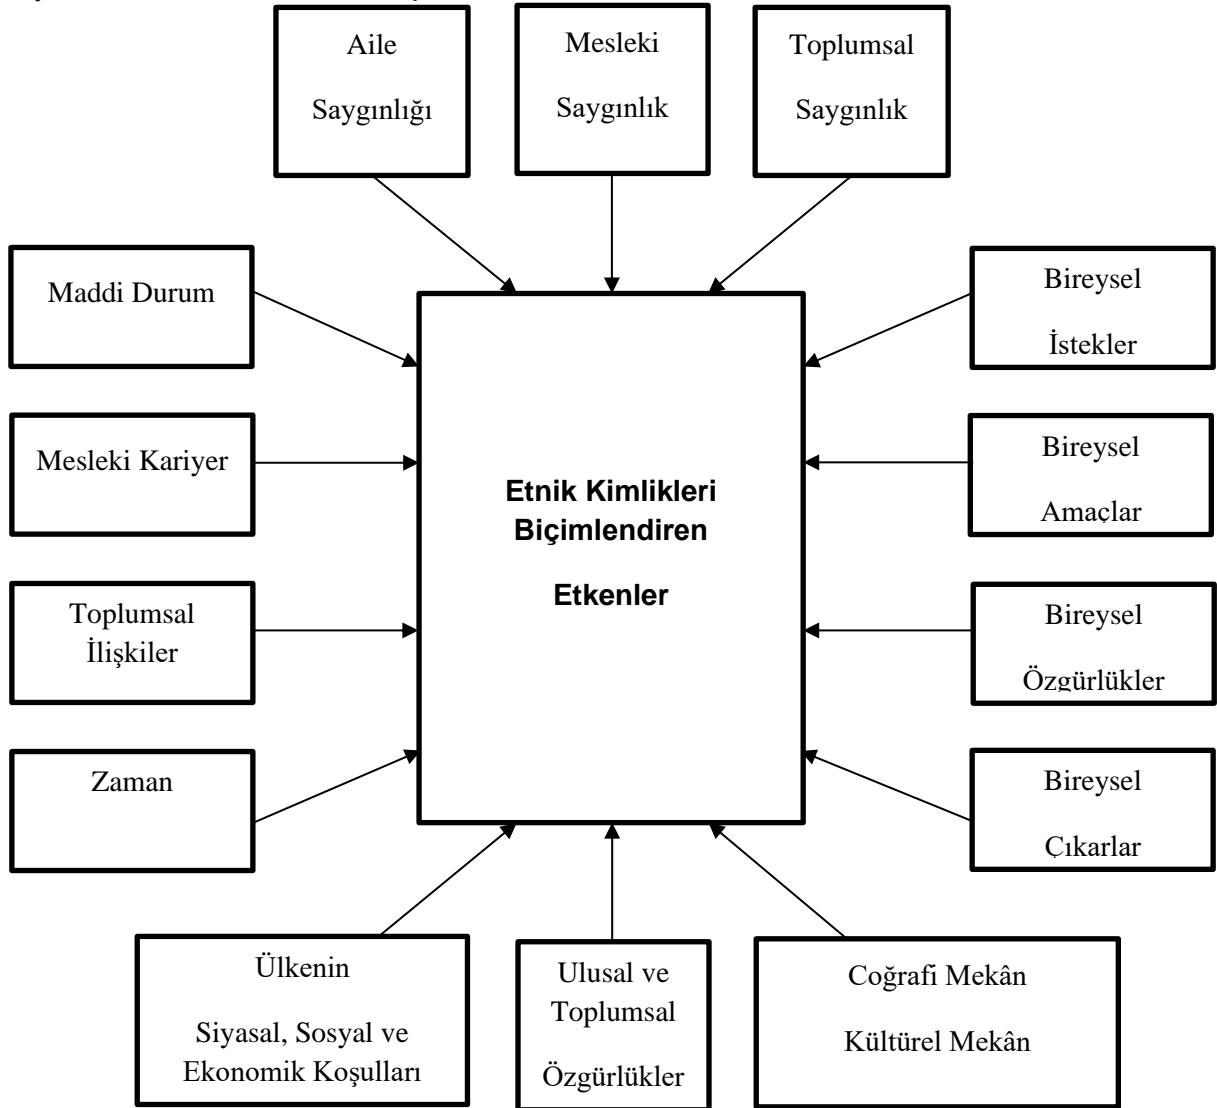 Aile
Saygınlığı
Mesleki
Saygınlık
Toplumsal
Saygınlık
Maddi Durum
Bireysel
İstekler
Mesleki Kariyer
Bireysel
Amaçlar
Etnik Kimlikleri
Biçimlendiren
Etkenler
Toplumsal
İlişkiler
Bireysel
Özgürlükler
Zaman
Bireysel
Çıkarlar
Ülkenin
Siyasal, Sosyal ve
Ekonomik Koşulları
Ulusal ve
Toplumsal
Özgürlükler
Coğrafi Mekân
Kültürel Mekân